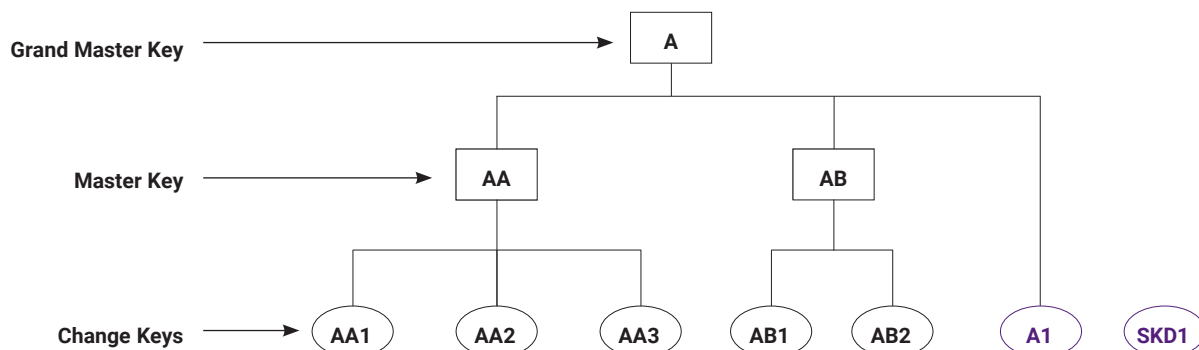 Grand Master Key
A
Master Key
AA
AB
Change Keys
AA1
AA2
AA3
AB1
AB2
A1
SKD1